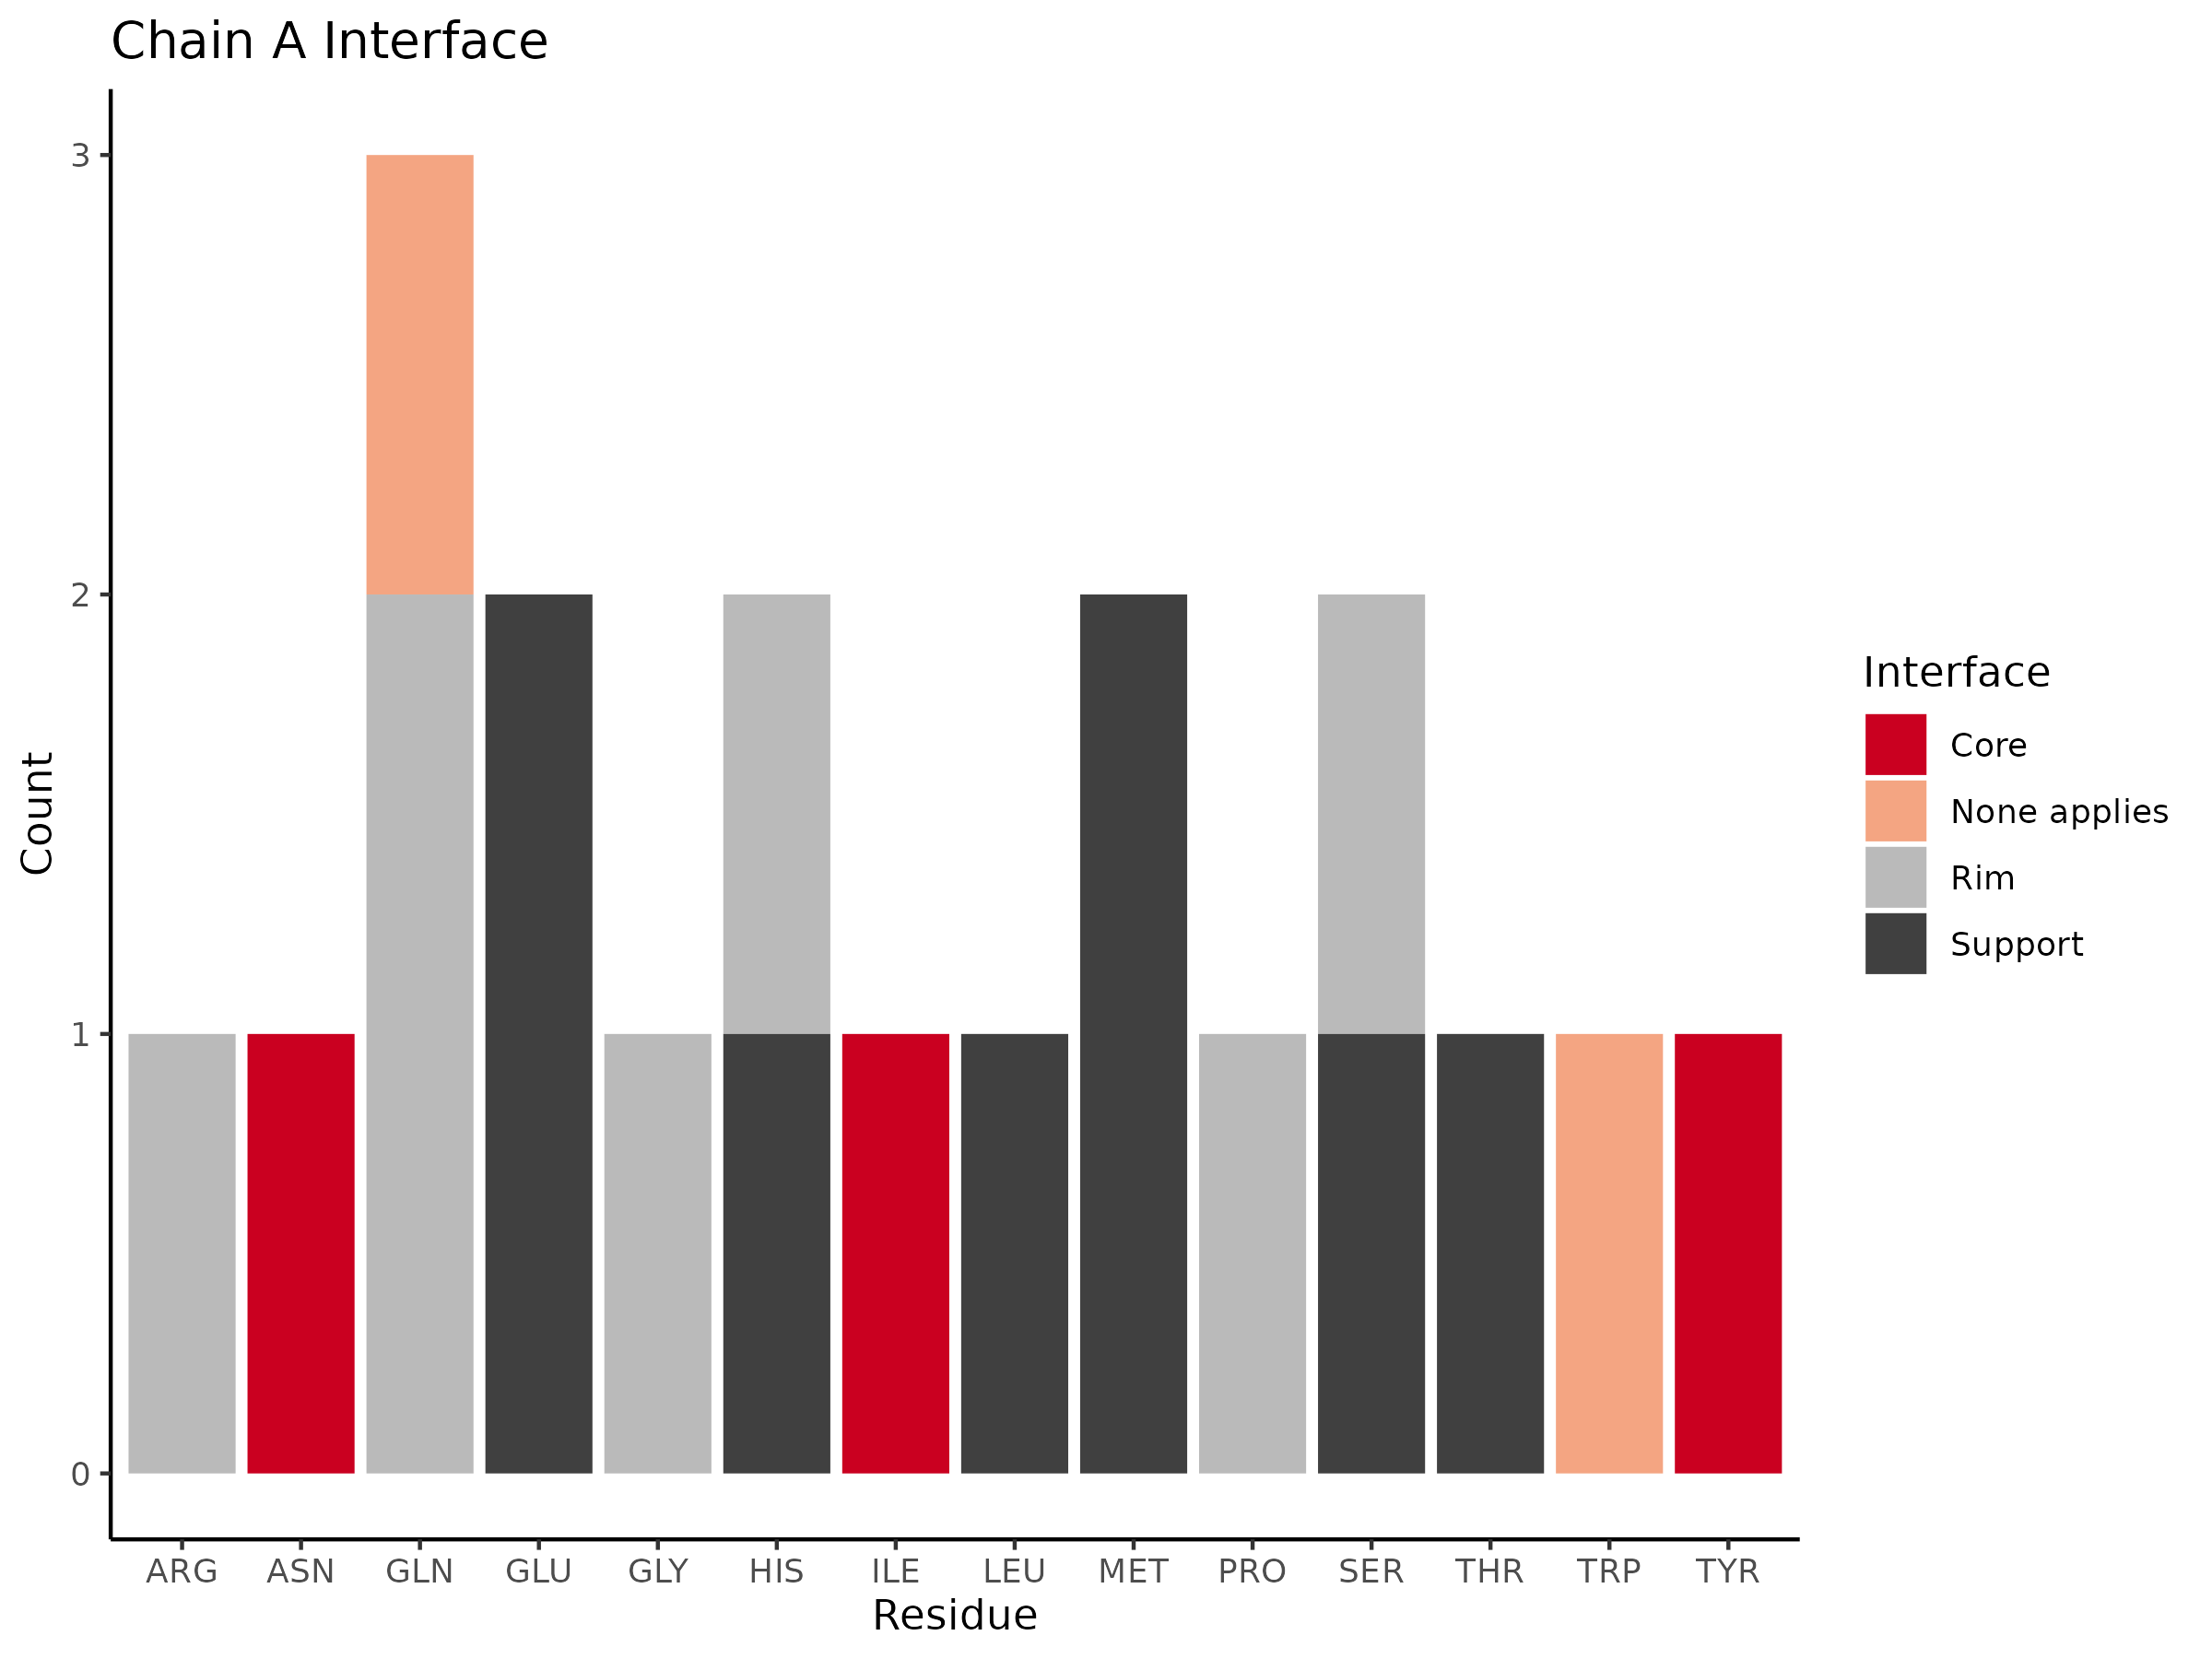 Chain A Interface
3
2
1
0
Count
ARG ASN GLN GLU GLY HIS ILE LEU MET PRO SER THR TRP TYR
Residue
Interface
Core
None applies
Rim
Support